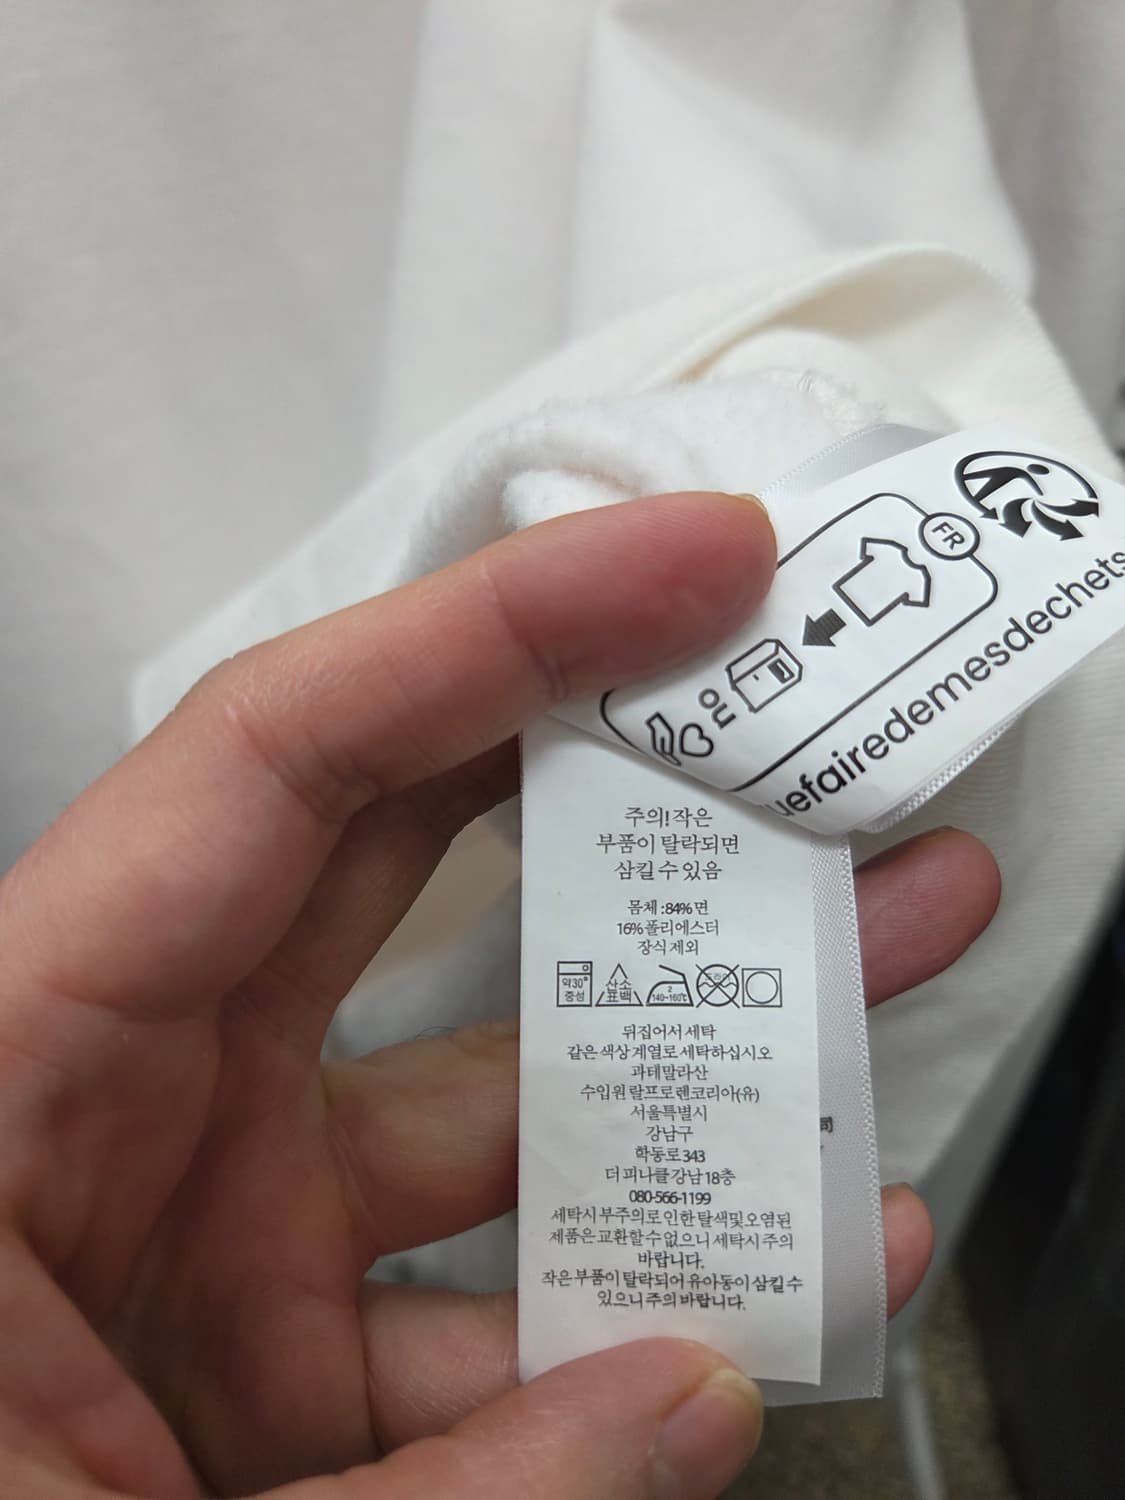 FR
OU
uefairedemesdechets
주의! 작은
부품이 탈락되면
삼킬 수 있음
몸체 : 84% 면
16% 폴리에스터
장식 제외
약30°
중성
산소
표백
2
140~160℃
드라이
뒤집어서 세탁
같은 색상 계열로 세탁하십시오
과테말라산
수입원 랄프로렌코리아(유)
서울특별시
강남구
학동로 343
더 피나클 강남 18층
080-566-1199
세탁시 부주의로 인한 탈색및 오염된
제품은 교환할 수 없으니 세탁시 주의
바랍니다.
작은 부품이 탈락되어 유아동이 삼킬 수
있으니 주의 바랍니다.
司